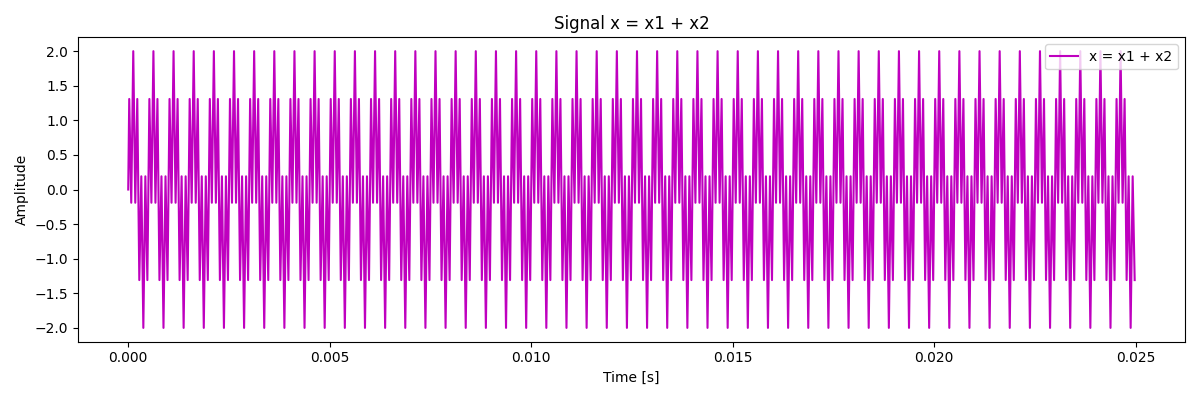 Signal x = x1 + x2
x = x1 + x2
Amplitude
2.0
1.5
1.0
0.5
0.0
−0.5
−1.0
−1.5
−2.0
0.000 0.005 0.010 0.015 0.020 0.025
Time [s]